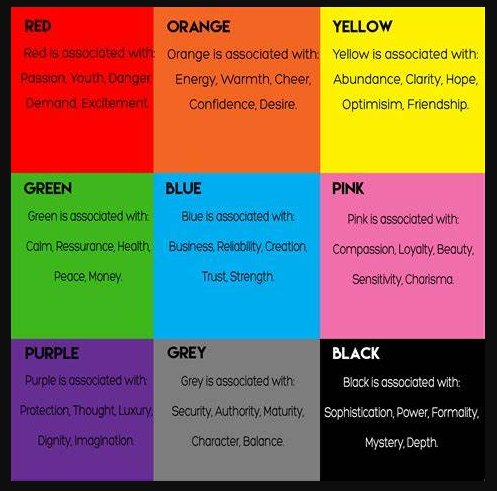 RED
Red is associated with:
Passion, Youth, Danger,
Demand, Excitement.
ORANGE
Orange is associated with:
Energy, Warmth, Cheer,
Confidence, Desire.
YELLOW
Yellow is associated with:
Abundance, Clarity, Hope,
Optimisim, Friendship.
GREEN
Green is associated with:
Calm, Ressurance, Health,
Peace, Money.
BLUE
Blue is associated with:
Business, Reliability, Creation,
Trust, Strength.
PINK
Pink is associated with:
Compassion, Loyalty, Beauty,
Sensitivity, Charisma.
PURPLE
Purple is associated with:
Protection, Thought, Luxury,
Dignity, Imagination.
GREY
Grey is associated with:
Security, Authority, Maturity,
Character, Balance.
BLACK
Black is associated with:
Sophistication, Power, Formality,
Mystery, Depth.